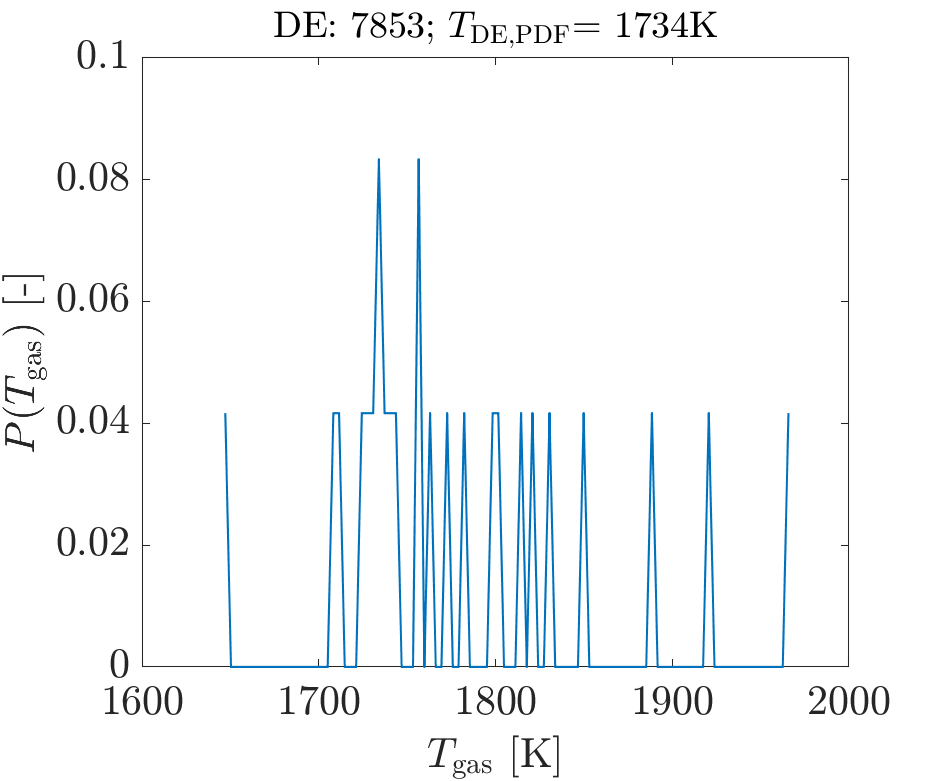 DE: 7853; T_DE,PDF= 1734K
0.1
0.08
0.06
0.04
0.02
0
P(T_gas) [-]
1600 1700 1800 1900 2000
T_gas [K]